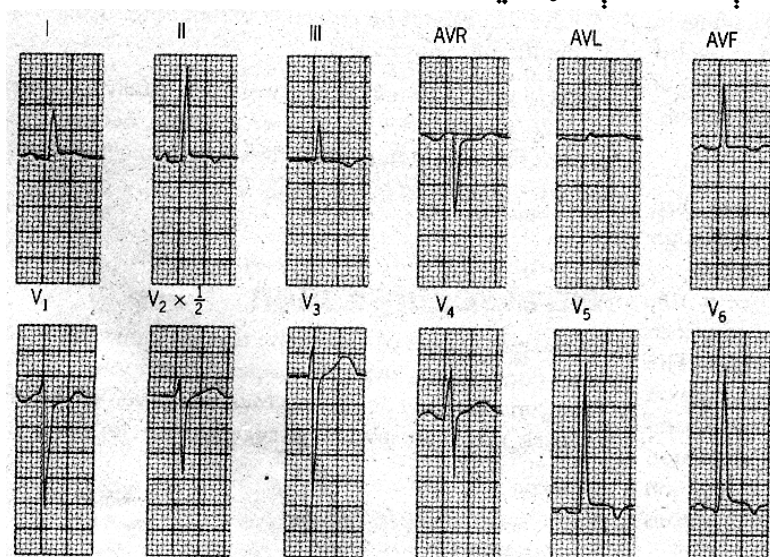 I II III AVR AVL AVF
V₁ V₂ × ½ V₃ V₄ V₅ V₆